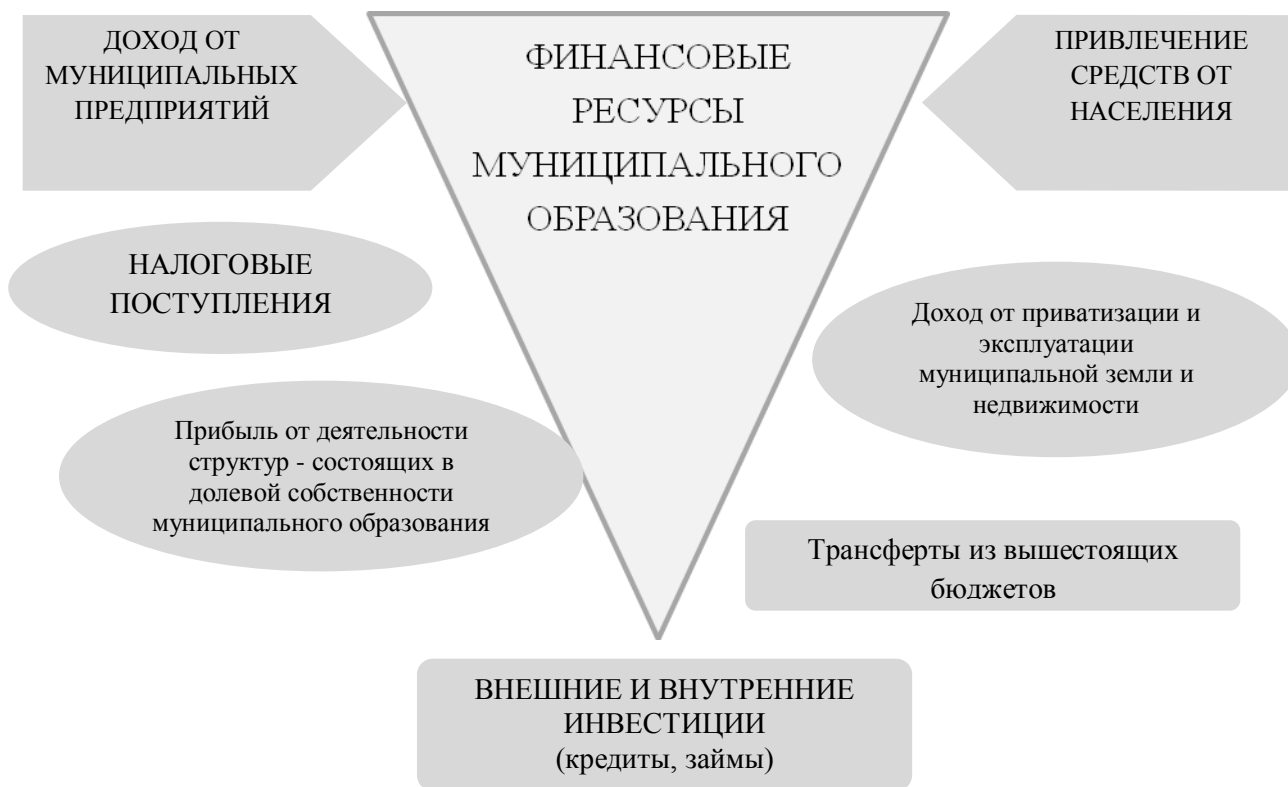 ДОХОД ОТ
МУНИЦИПАЛЬНЫХ
ПРЕДПРИЯТИЙ
ФИНАНСОВЫЕ
РЕСУРСЫ
МУНИЦИПАЛЬНОГО
ОБРАЗОВАНИЯ
ПРИВЛЕЧЕНИЕ
СРЕДСТВ ОТ
НАСЕЛЕНИЯ
НАЛОГОВЫЕ
ПОСТУПЛЕНИЯ
Доход от приватизации и
эксплуатации
муниципальной земли и
недвижимости
Прибыль от деятельности
структур - состоящих в
долевой собственности
муниципального образования
Трансферты из вышестоящих
бюджетов
ВНЕШНИЕ И ВНУТРЕННИЕ
ИНВЕСТИЦИИ
(кредиты, займы)